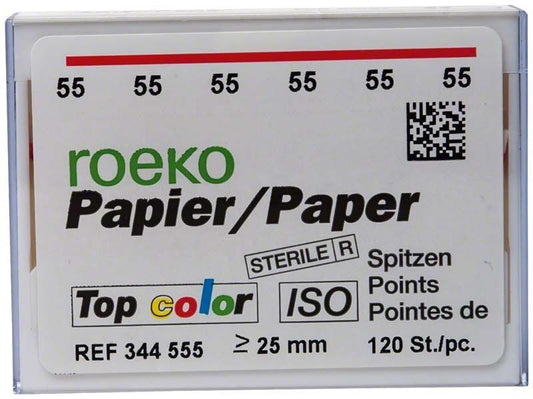 55 55 55 55 55 55
roeko
Papier/Paper
STERILE R
Spitzen
Points
Pointes de
Top color
ISO
REF 344 555
≥ 25 mm
120 St./pc.